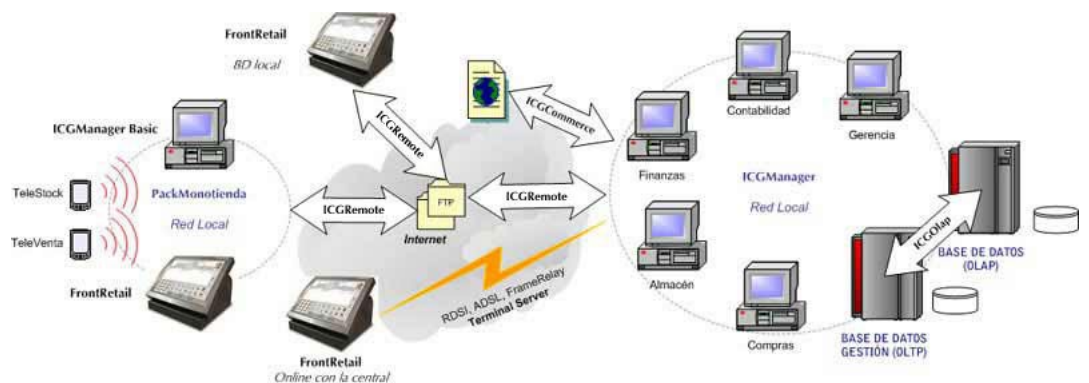 FrontRetail
BD local
ICGManager Basic
TeleStock
TeleVenta
PackMonotienda
Red Local
FrontRetail
ICGRemote
ICGRemote
FTP
Internet
ICGRemote
ICGCommerce
RDSI, ADSL, FrameRelay
Terminal Server
FrontRetail
Online con la central
Contabilidad
Gerencia
Finanzas
ICGManager
Red Local
Almacén
Compras
ICGOlap
BASE DE DATOS
(OLAP)
BASE DE DATOS
GESTIÓN (OLTP)